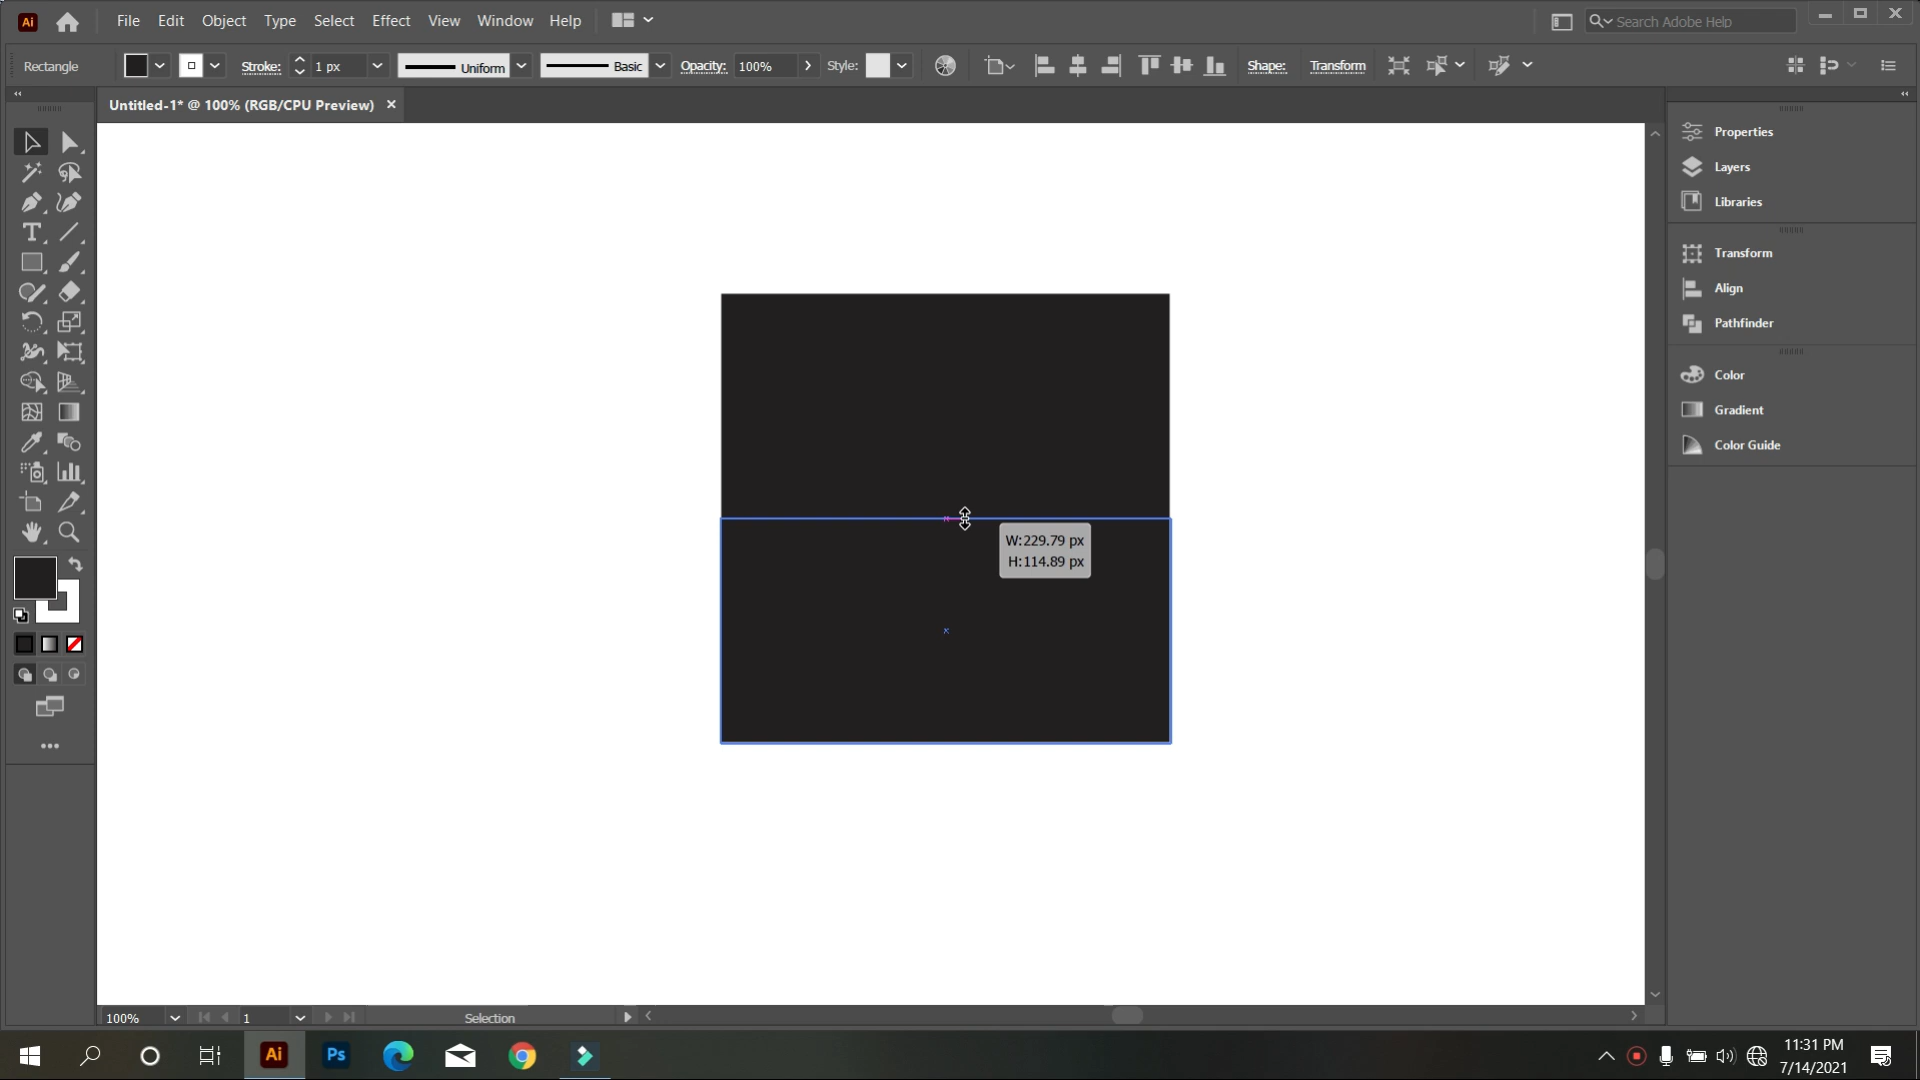 Ai File Edit Object Type Select Effect View Window Help Search Adobe Help
Rectangle Stroke: 1 px Uniform Basic Opacity: 100% Style: Shape: Transform
Untitled-1* @ 100% (RGB/CPU Preview) ×
Properties
Layers
Libraries
Transform
Align
Pathfinder
Color
Gradient
Color Guide
W:229.79 px
H:114.89 px
100% 1 Selection
Ai Ps
11:31 PM
7/14/2021